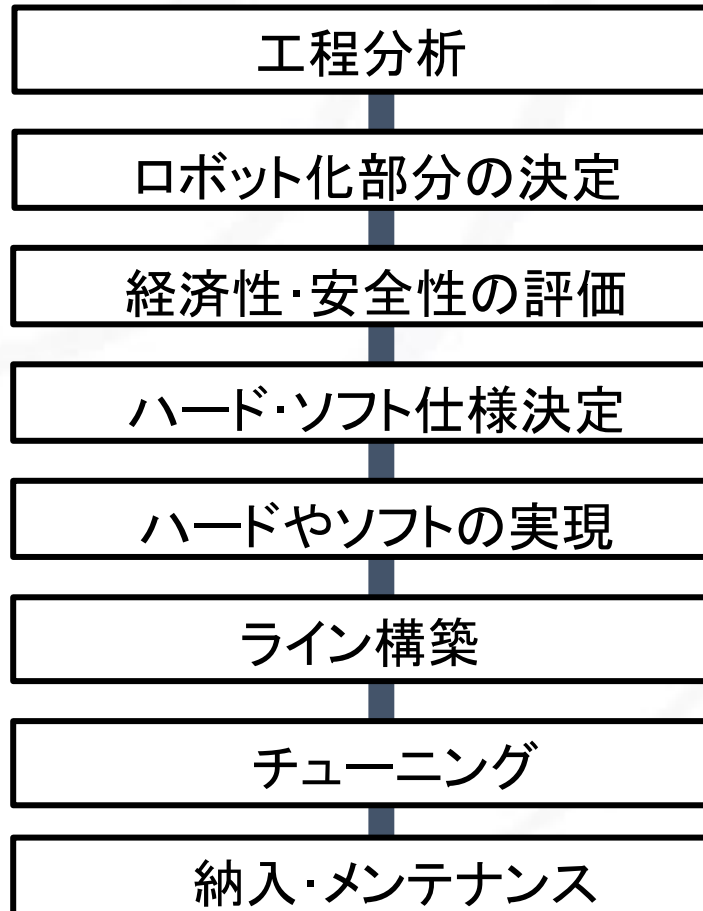 工程分析
ロボット化部分の決定
経済性・安全性の評価
ハード・ソフト仕様決定
ハードやソフトの実現
ライン構築
チューニング
納入・メンテナンス